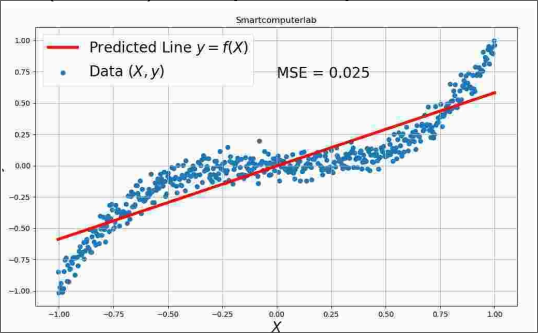 Smartcomputerlab
Predicted Line y = f(X)
Data (X, y)
MSE = 0.025
1.00
0.75
0.50
0.25
0.00
−0.25
−0.50
−0.75
−1.00
−1.00 −0.75 −0.50 −0.25 0.00 0.25 0.50 0.75 1.00
X